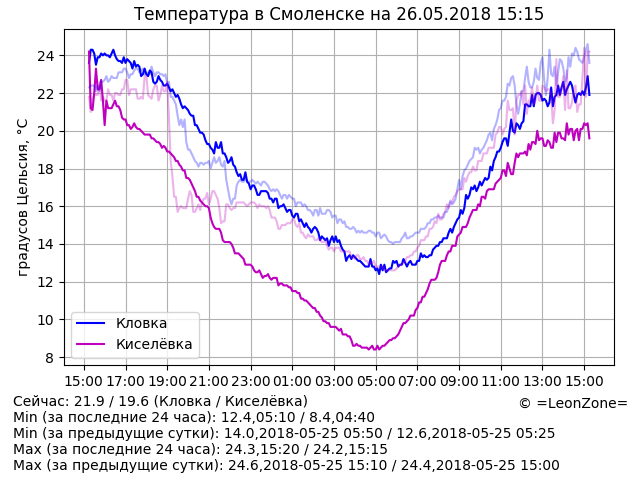 Температура в Смоленске на 26.05.2018 15:15
градусов Цельсия, °C
24
22
20
18
16
14
12
10
8
Кловка
Киселёвка
15:00 17:00 19:00 21:00 23:00 01:00 03:00 05:00 07:00 09:00 11:00 13:00 15:00
Сейчас: 21.9 / 19.6 (Кловка / Киселёвка)
© =LeonZone=
Min (за последние 24 часа): 12.4,05:10 / 8.4,04:40
Min (за предыдущие сутки): 14.0,2018-05-25 05:50 / 12.6,2018-05-25 05:25
Max (за последние 24 часа): 24.3,15:20 / 24.2,15:15
Max (за предыдущие сутки): 24.6,2018-05-25 15:10 / 24.4,2018-05-25 15:00